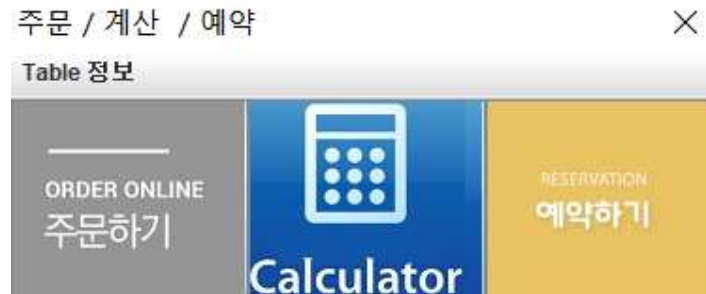 주문 / 계산 / 예약
Table 정보
ORDER ONLINE
주문하기
Calculator
RESERVATION
예약하기